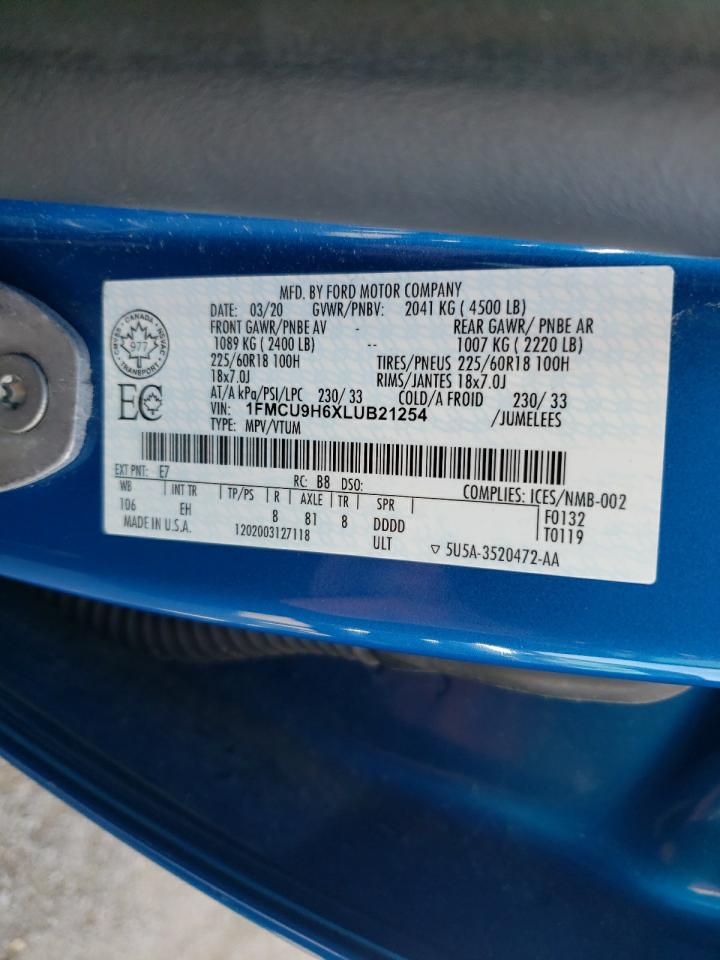 MFD. BY FORD MOTOR COMPANY
DATE: 03/20 GVWR/PNBV: 2041 KG ( 4500 LB)
FRONT GAWR/PNBE AV - REAR GAWR/ PNBE AR
1089 KG ( 2400 LB) -- 1007 KG ( 2220 LB)
225/60R18 100H TIRES/PNEUS 225/60R18 100H
18x7.0J RIMS/JANTES 18x7.0J
AT/A kPa/PSI/LPC 230/ 33 COLD/A FROID 230/ 33
VIN: 1FMCU9H6XLUB21254 /JUMELEES
TYPE: MPV/VTUM
CANADA
977
TRANSPORT
EC
EXT PNT: E7 RC: B8 DSO: COMPLIES: ICES/NMB-002
WB INT TR TP/PS R AXLE TR SPR F0132
106 EH 8 81 8 DDDD T0119
MADE IN U.S.A. 1202003127118 ULT ▽ 5U5A-3520472-AA